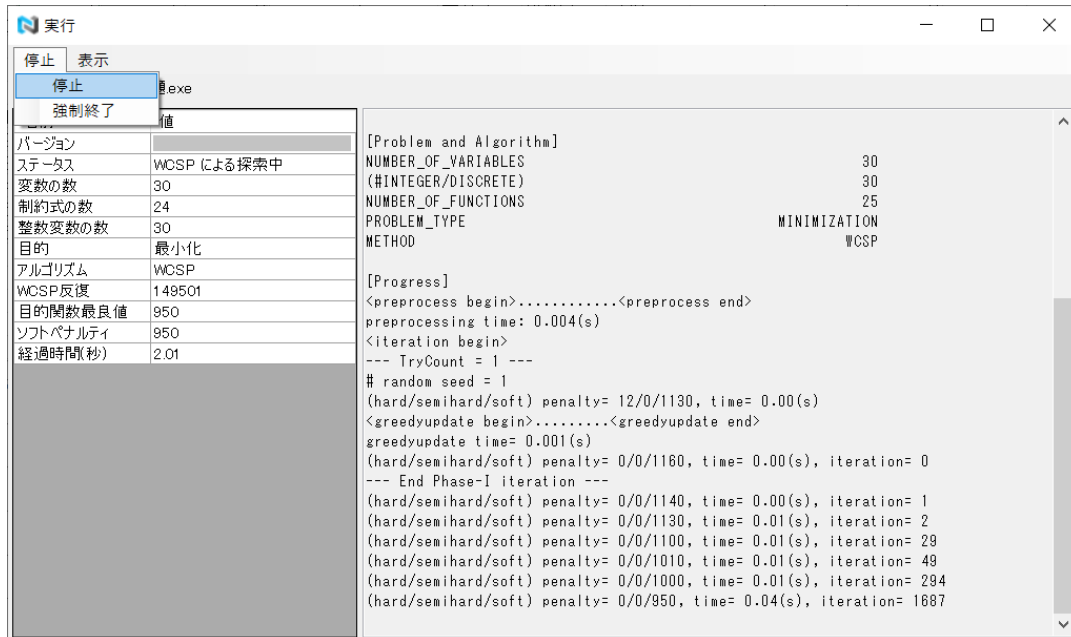 実行
停止 表示
停止
.exe
強制終了
値
バージョン
ステータス WCSP による探索中
変数の数 30
制約式の数 24
整数変数の数 30
目的 最小化
アルゴリズム WCSP
WCSP反復 149501
目的関数最良値 950
ソフトペナルティ 950
経過時間(秒) 2.01
[Problem and Algorithm]
NUMBER_OF_VARIABLES 30
(#INTEGER/DISCRETE) 30
NUMBER_OF_FUNCTIONS 25
PROBLEM_TYPE MINIMIZATION
METHOD WCSP
[Progress]
<preprocess begin>............<preprocess end>
preprocessing time: 0.004(s)
<iteration begin>
--- TryCount = 1 ---
# random seed = 1
(hard/semihard/soft) penalty= 12/0/1130, time= 0.00(s)
<greedyupdate begin>.........<greedyupdate end>
greedyupdate time= 0.001(s)
(hard/semihard/soft) penalty= 0/0/1160, time= 0.00(s), iteration= 0
--- End Phase-I iteration ---
(hard/semihard/soft) penalty= 0/0/1140, time= 0.00(s), iteration= 1
(hard/semihard/soft) penalty= 0/0/1130, time= 0.01(s), iteration= 2
(hard/semihard/soft) penalty= 0/0/1100, time= 0.01(s), iteration= 29
(hard/semihard/soft) penalty= 0/0/1010, time= 0.01(s), iteration= 49
(hard/semihard/soft) penalty= 0/0/1000, time= 0.01(s), iteration= 294
(hard/semihard/soft) penalty= 0/0/950, time= 0.04(s), iteration= 1687